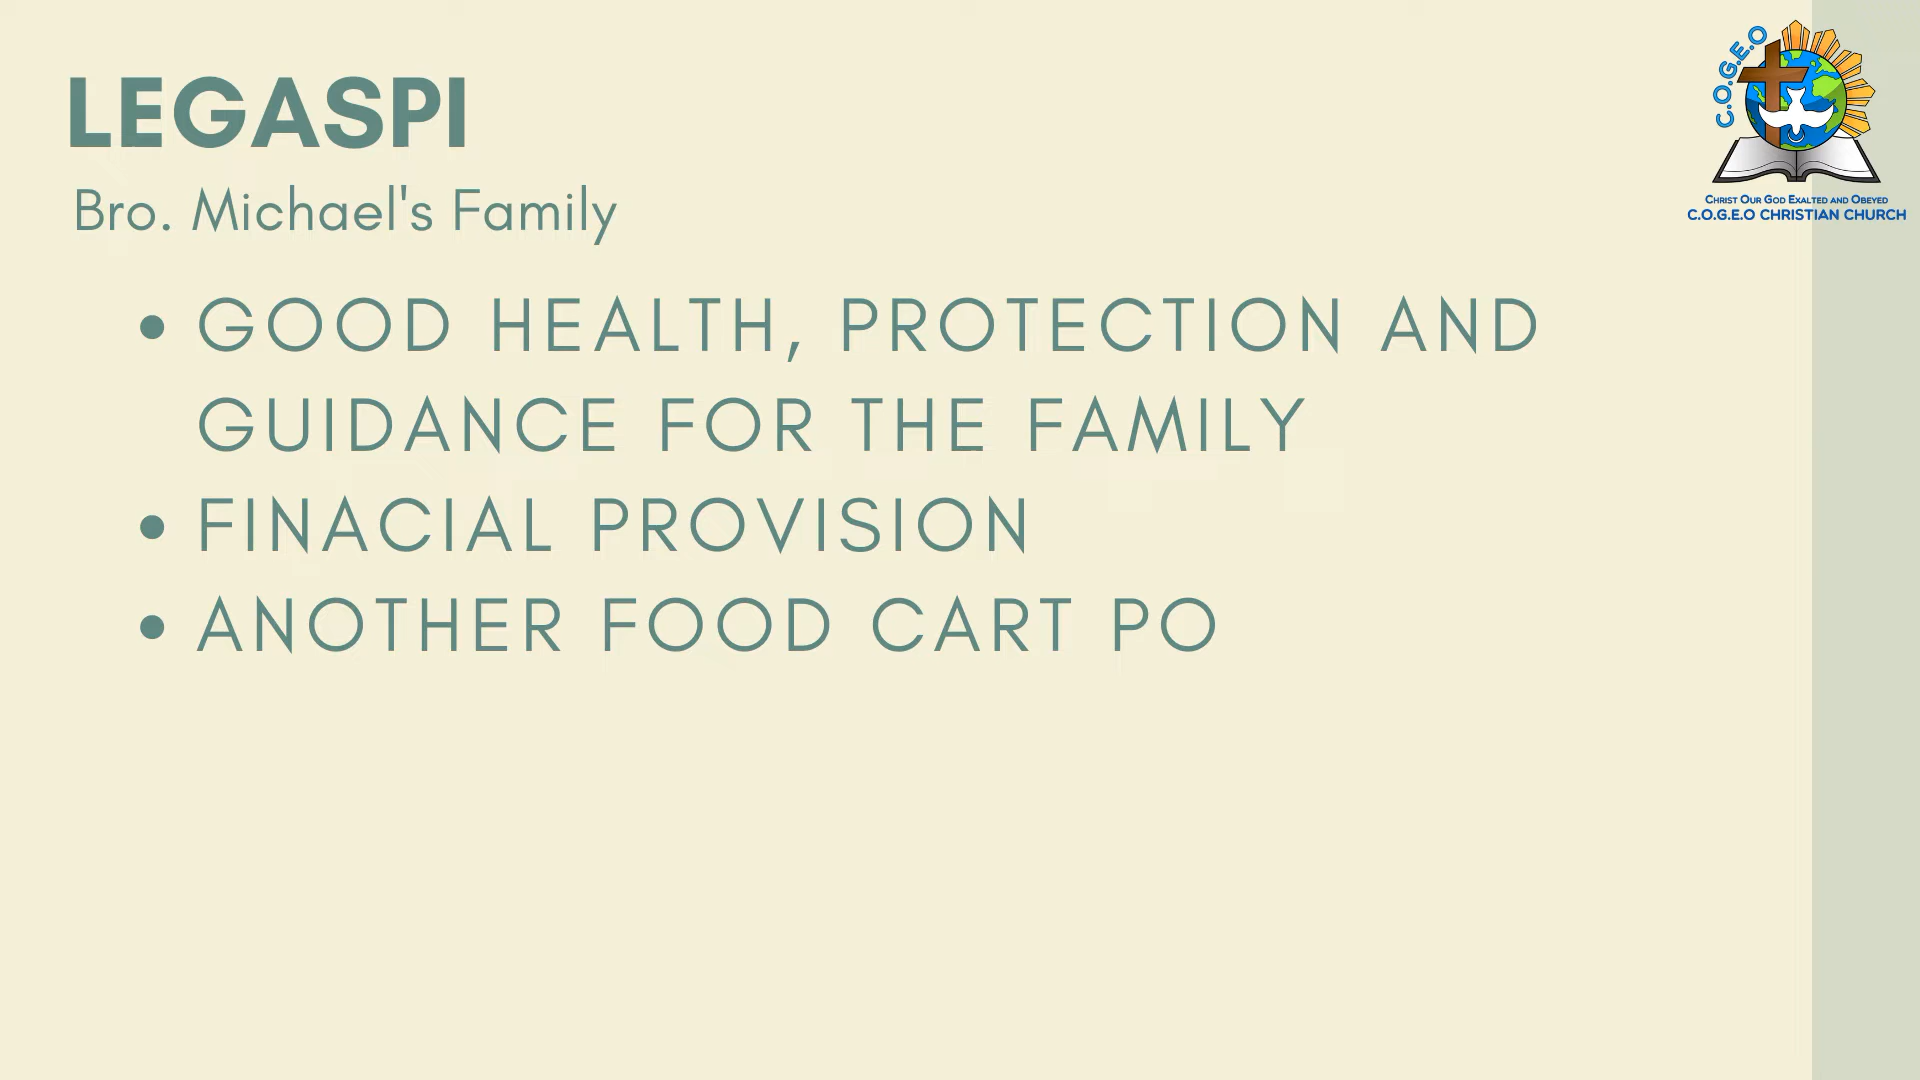 LEGASPI
Bro. Michael's Family
• GOOD HEALTH, PROTECTION AND
GUIDANCE FOR THE FAMILY
• FINACIAL PROVISION
• ANOTHER FOOD CART PO
C.O.G.E.O
CHRIST OUR GOD EXALTED AND OBEYED
C.O.G.E.O CHRISTIAN CHURCH